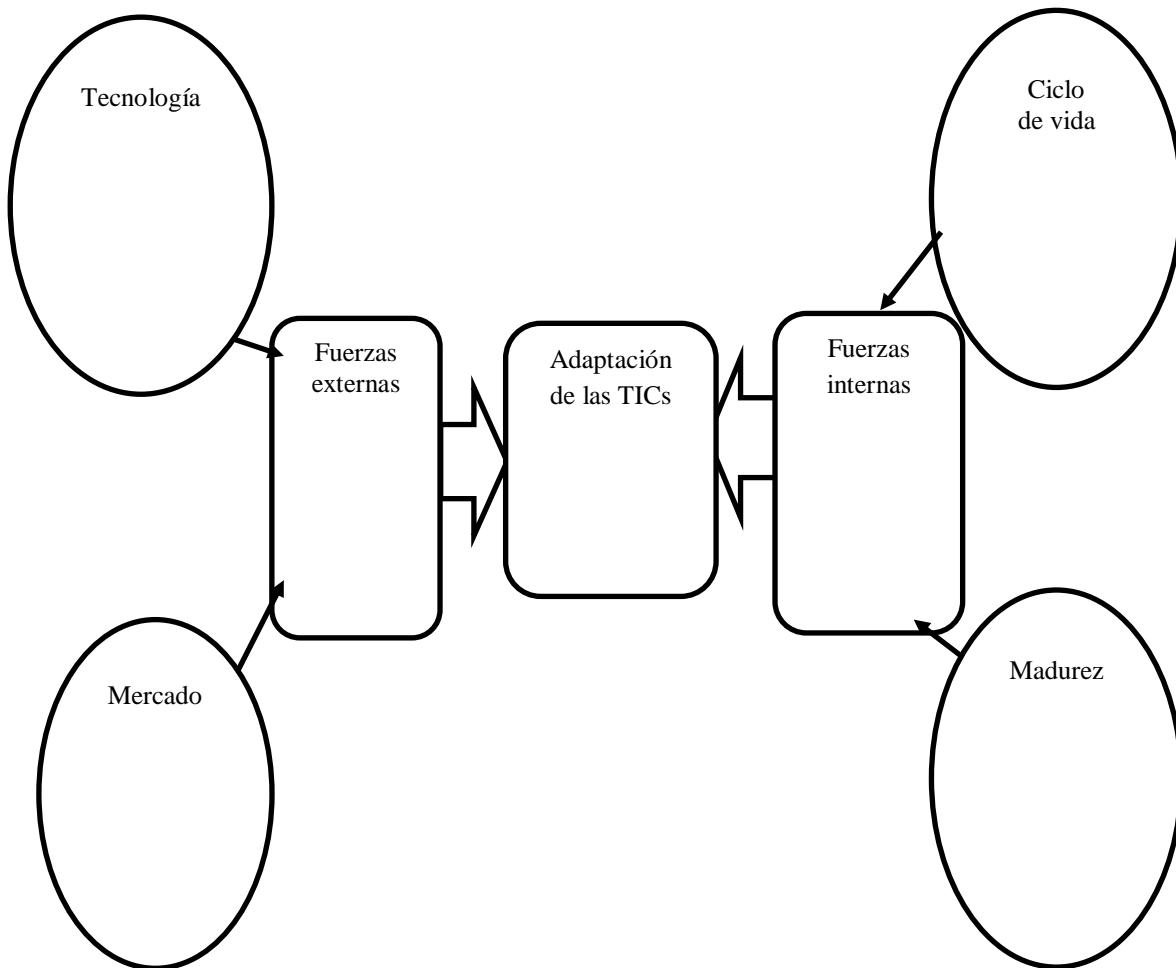 Tecnología
Ciclo
de vida
Fuerzas
externas
Adaptación
de las TICs
Fuerzas
internas
Mercado
Madurez